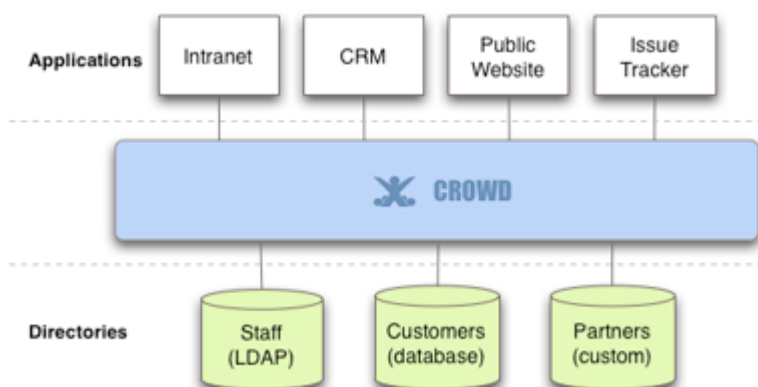 Applications
Intranet
CRM
Public
Website
Issue
Tracker
CROWD
Directories
Staff
(LDAP)
Customers
(database)
Partners
(custom)